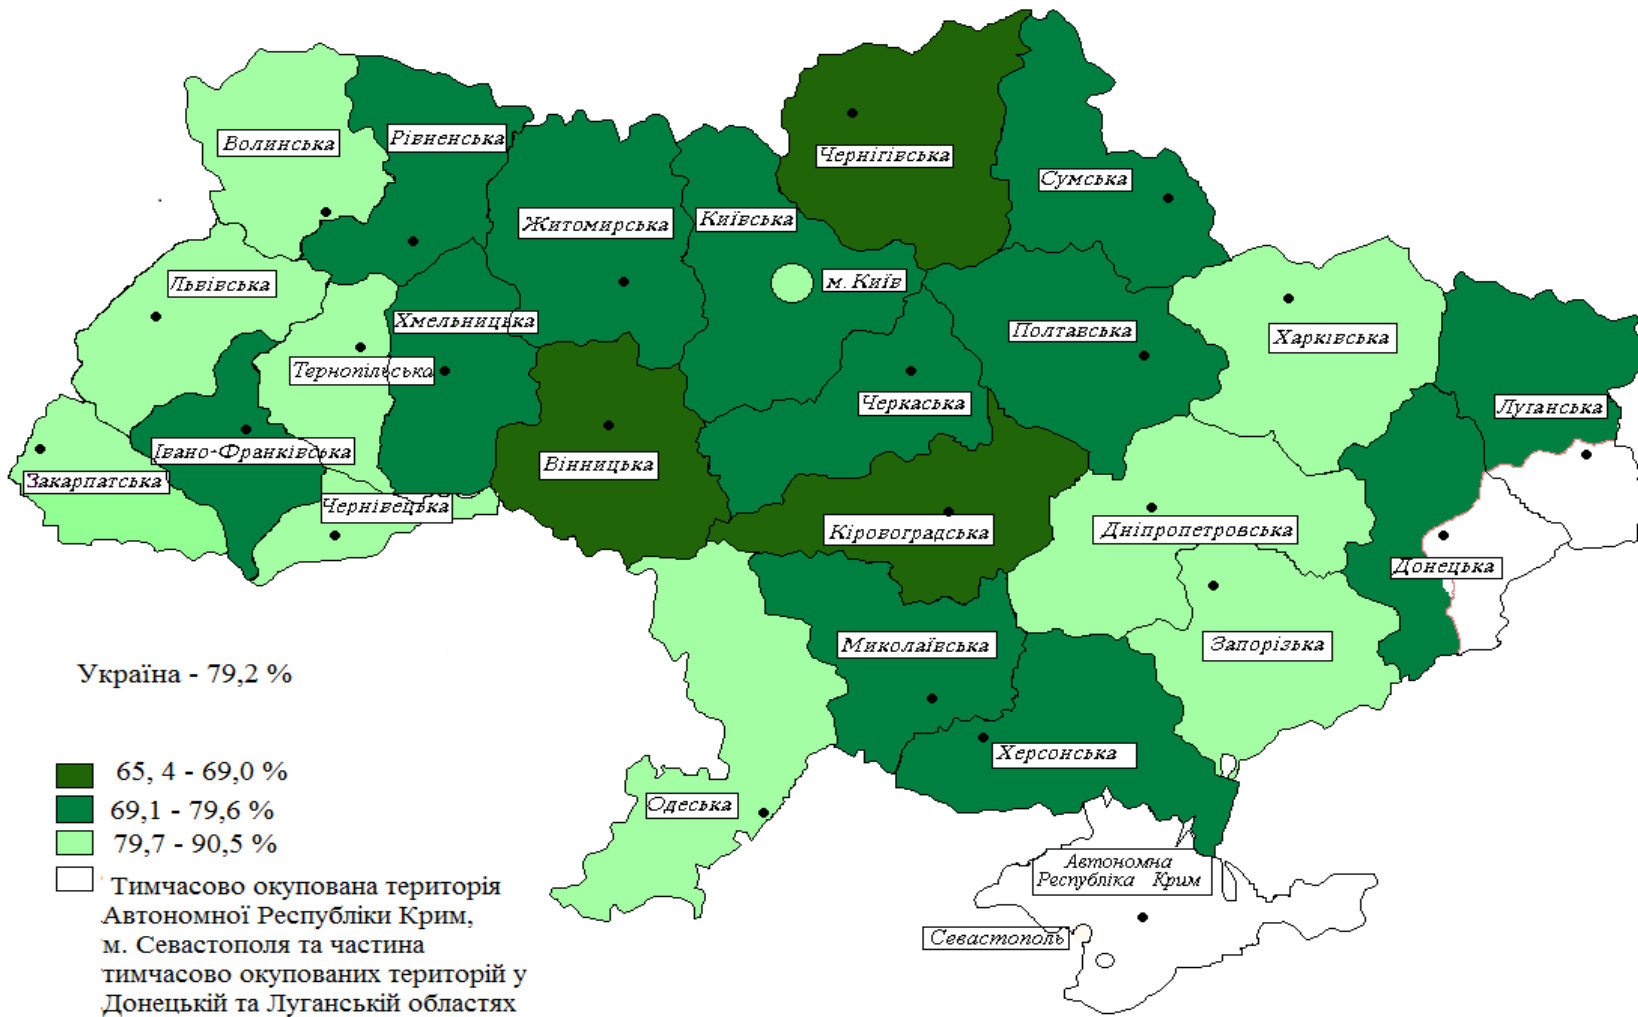 Волинська
Рівненська
Житомирська
Київська
Чернігівська
Сумська
Львівська
Хмельницька
м. Київ
Полтавська
Харківська
Тернопільська
Черкаська
Луганська
Івано-Франківська
Закарпатська
Вінницька
Чернівецька
Кіровоградська
Дніпропетровська
Донецька
Миколаївська
Запорізька
Херсонська
Одеська
Автономна
Республіка Крим
Севастополь
Україна - 79,2 %
65, 4 - 69,0 %
69,1 - 79,6 %
79,7 - 90,5 %
Тимчасово окупована територія
Автономної Республіки Крим,
м. Севастополя та частина
тимчасово окупованих територій у
Донецькій та Луганській областях